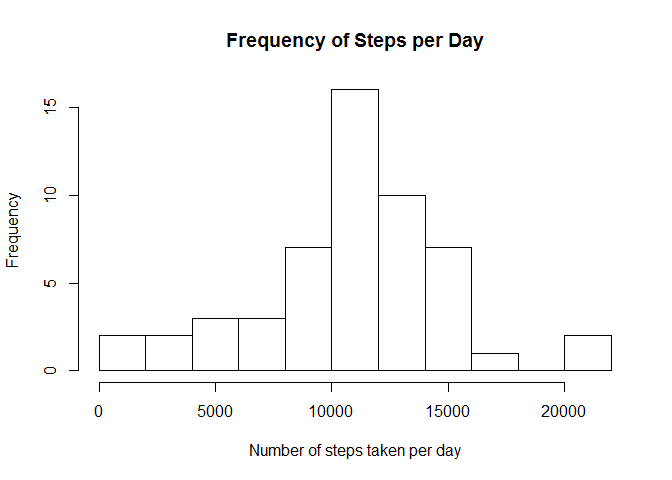 Frequency of Steps per Day
Frequency
15
10
5
0
0 5000 10000 15000 20000
Number of steps taken per day